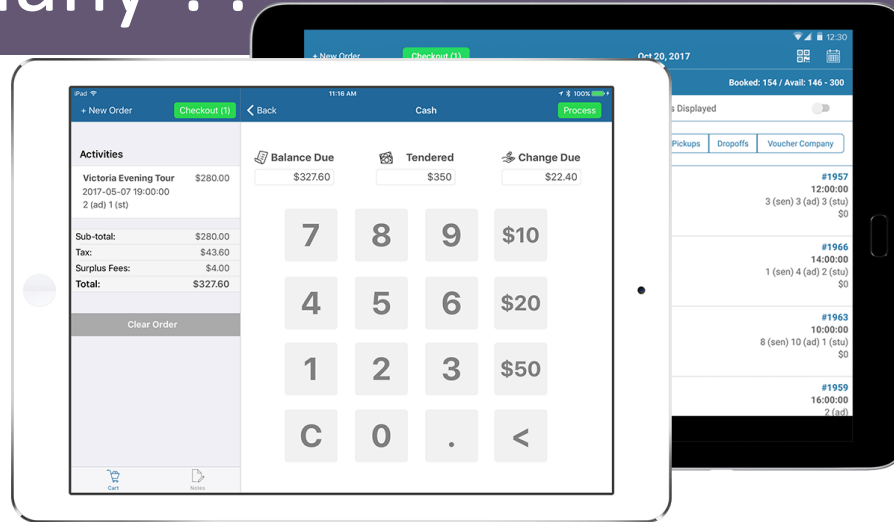 iPad 11:16 AM 100%
+ New Order Checkout (1) Back Cash Process
Activities
Victoria Evening Tour $280.00
2017-05-07 19:00:00
2 (ad) 1 (st)
Sub-total: $280.00
Tax: $43.60
Surplus Fees: $4.00
Total: $327.60
Clear Order
Cart Notes
Balance Due Tendered Change Due
$327.60 $350 $22.40
7 8 9 $10
4 5 6 $20
1 2 3 $50
C 0 . <
12:30
+ New Order Checkout (1) Oct 20, 2017
Booked: 154 / Avail: 146 - 300
Displayed
Pickups Dropoffs Voucher Company
#1957
12:00:00
3 (sen) 3 (ad) 3 (stu)
$0
#1966
14:00:00
1 (sen) 4 (ad) 2 (stu)
$0
#1963
10:00:00
8 (sen) 10 (ad) 1 (stu)
$0
#1959
16:00:00
2 (ad)